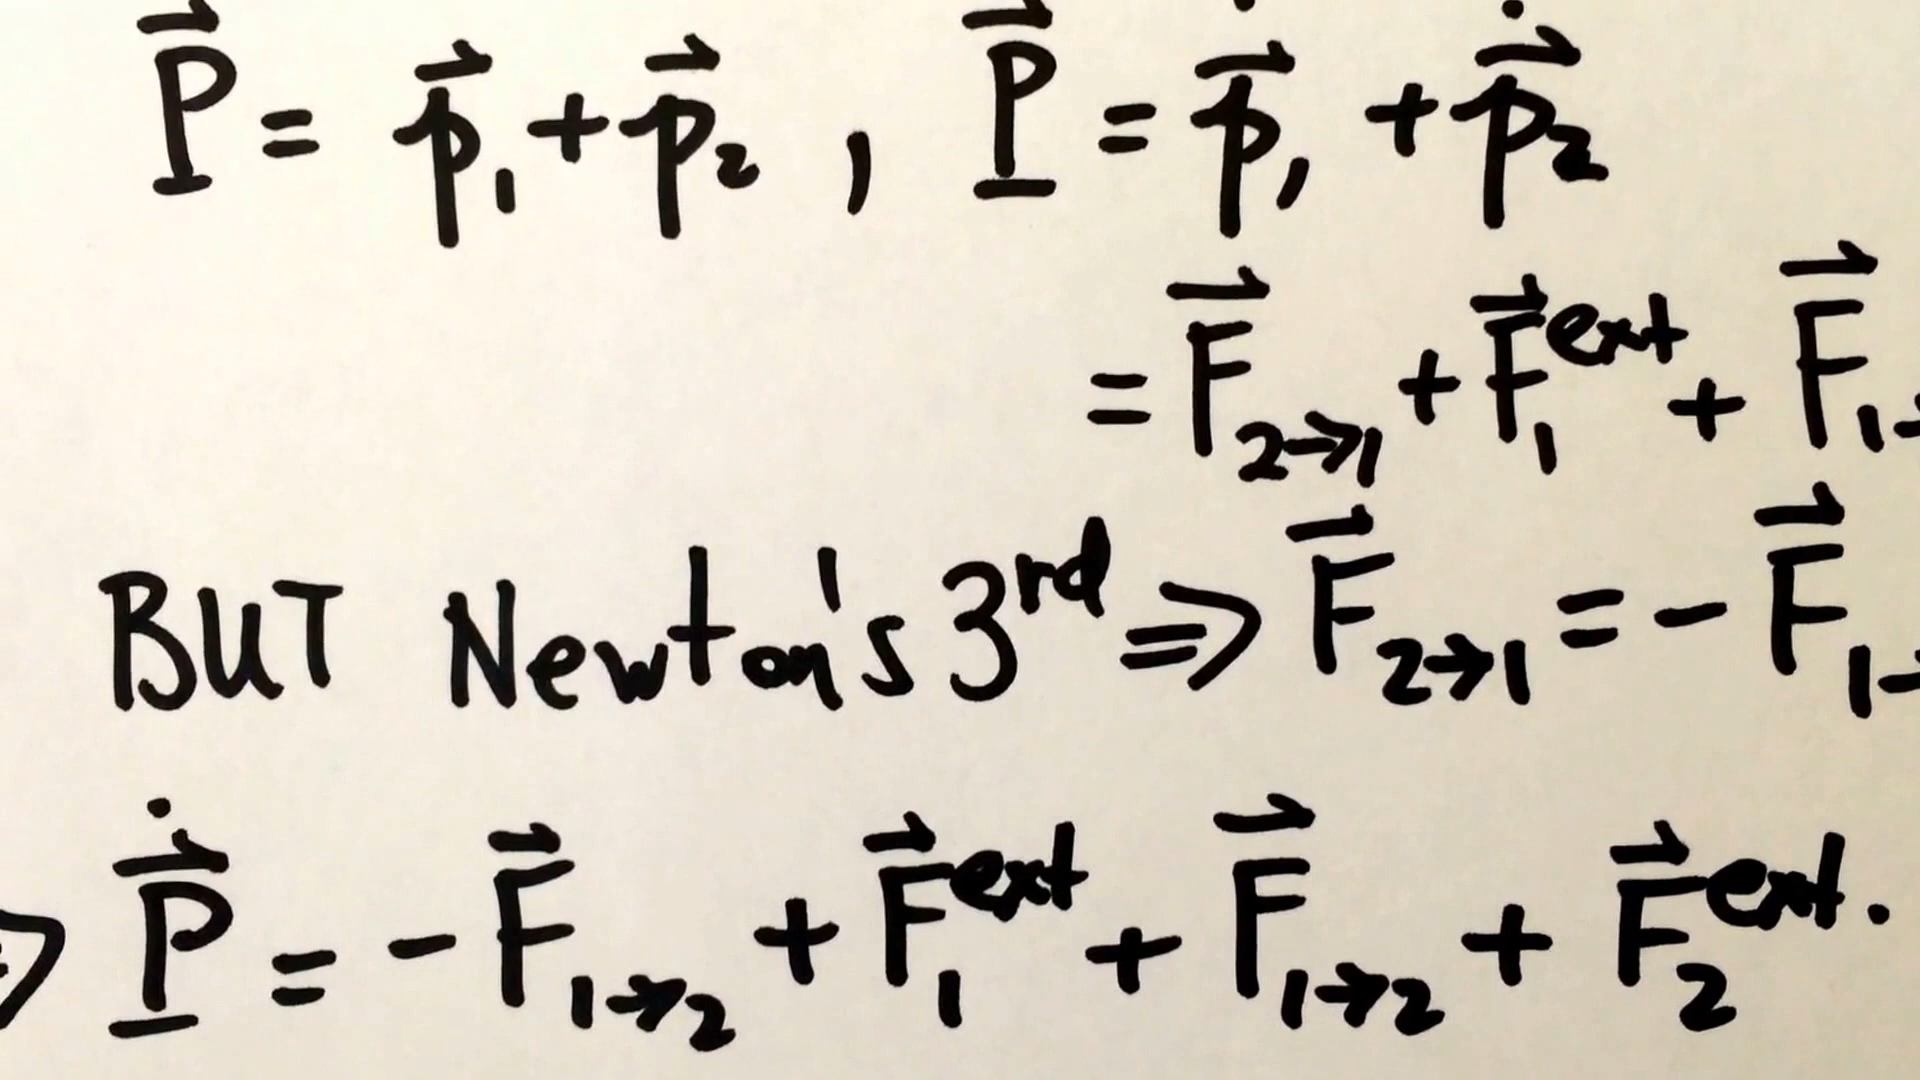 P⃗ = p⃗₁ + p⃗₂ , P⃗ = ṗ⃗₁ + ṗ⃗₂
= F⃗₂→₁ + F⃗₁ᵉˣᵗ + F⃗₁
BUT Newton's 3rd ⇒ F⃗₂→₁ = - F⃗₁
⇒ Ṗ⃗ = - F⃗₁→₂ + F⃗₁ᵉˣᵗ + F⃗₁→₂ + F⃗₂ᵉˣᵗ.